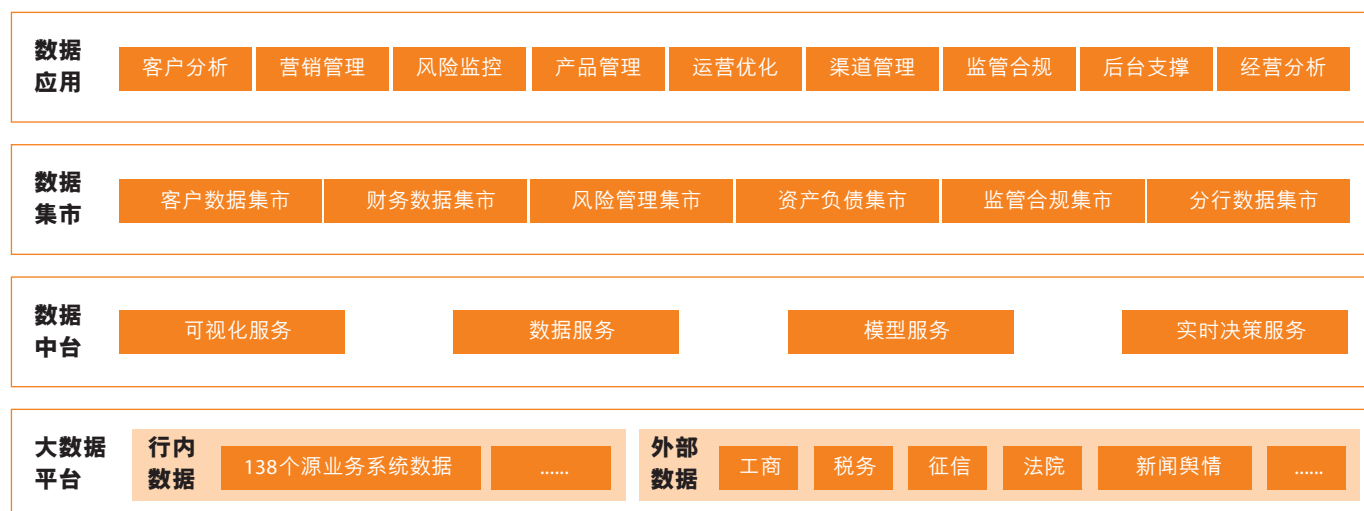 数据
应用
客户分析 营销管理 风险监控 产品管理 运营优化 渠道管理 监管合规 后台支撑 经营分析
数据
集市
客户数据集市 财务数据集市 风险管理集市 资产负债集市 监管合规集市 分行数据集市
数据
中台
可视化服务 数据服务 模型服务 实时决策服务
大数据
平台
行内
数据
138个源业务系统数据 ......
外部
数据
工商 税务 征信 法院 新闻舆情 ......